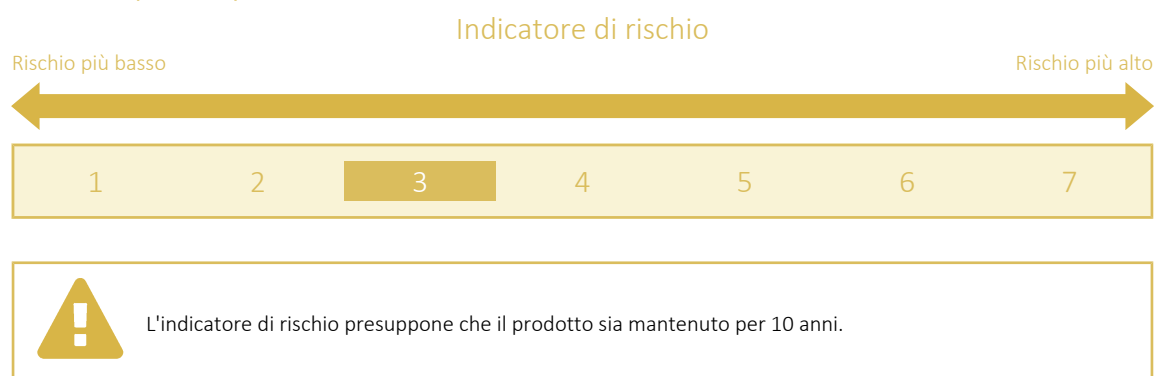 Indicatore di rischio
Rischio più basso
Rischio più alto
1 2 3 4 5 6 7
L'indicatore di rischio presuppone che il prodotto sia mantenuto per 10 anni.